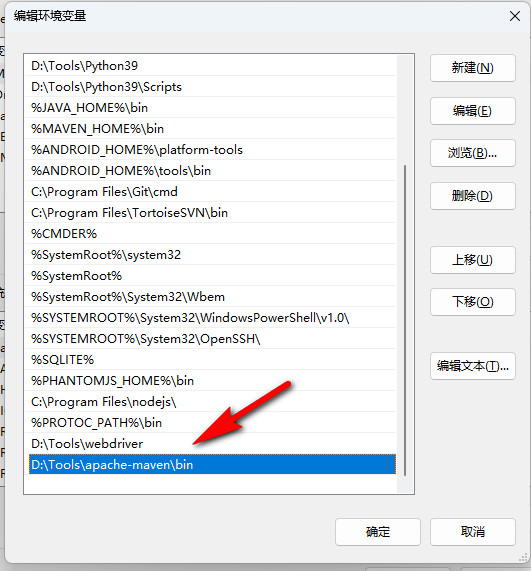 编辑环境变量
D:\Tools\Python39
D:\Tools\Python39\Scripts
%JAVA_HOME%\bin
%MAVEN_HOME%\bin
%ANDROID_HOME%\platform-tools
%ANDROID_HOME%\tools\bin
C:\Program Files\Git\cmd
C:\Program Files\TortoiseSVN\bin
%CMDER%
%SystemRoot%\system32
%SystemRoot%
%SystemRoot%\System32\Wbem
%SYSTEMROOT%\System32\WindowsPowerShell\v1.0\
%SYSTEMROOT%\System32\OpenSSH\
%SQLITE%
%PHANTOMJS_HOME%\bin
C:\Program Files\nodejs\
%PROTOC_PATH%\bin
D:\Tools\webdriver
D:\Tools\apache-maven\bin
新建(N)
编辑(E)
浏览(B)...
删除(D)
上移(U)
下移(O)
编辑文本(T)...
确定
取消